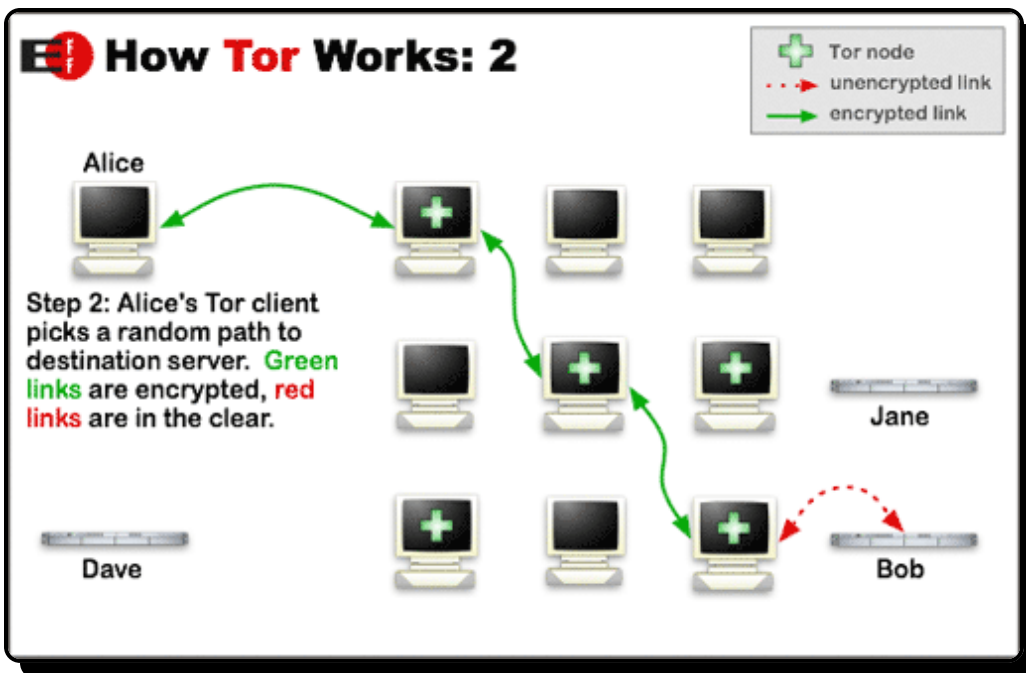 EFF How Tor Works: 2
Tor node
unencrypted link
encrypted link
Alice
Step 2: Alice's Tor client
picks a random path to
destination server. Green
links are encrypted, red
links are in the clear.
Jane
Dave
Bob